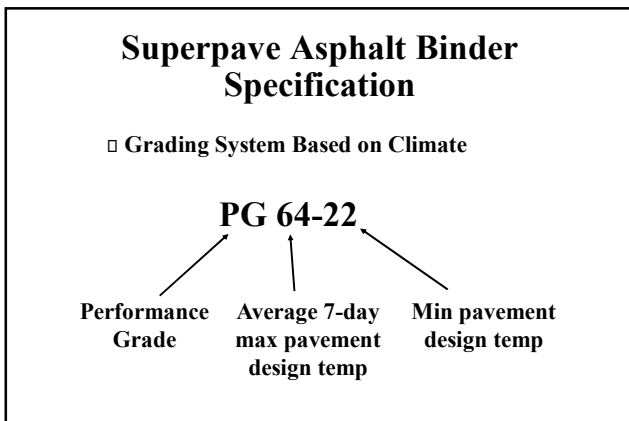 Superpave Asphalt Binder
Specification
▯ Grading System Based on Climate
PG 64-22
Performance Grade
Average 7-day max pavement design temp
Min pavement design temp